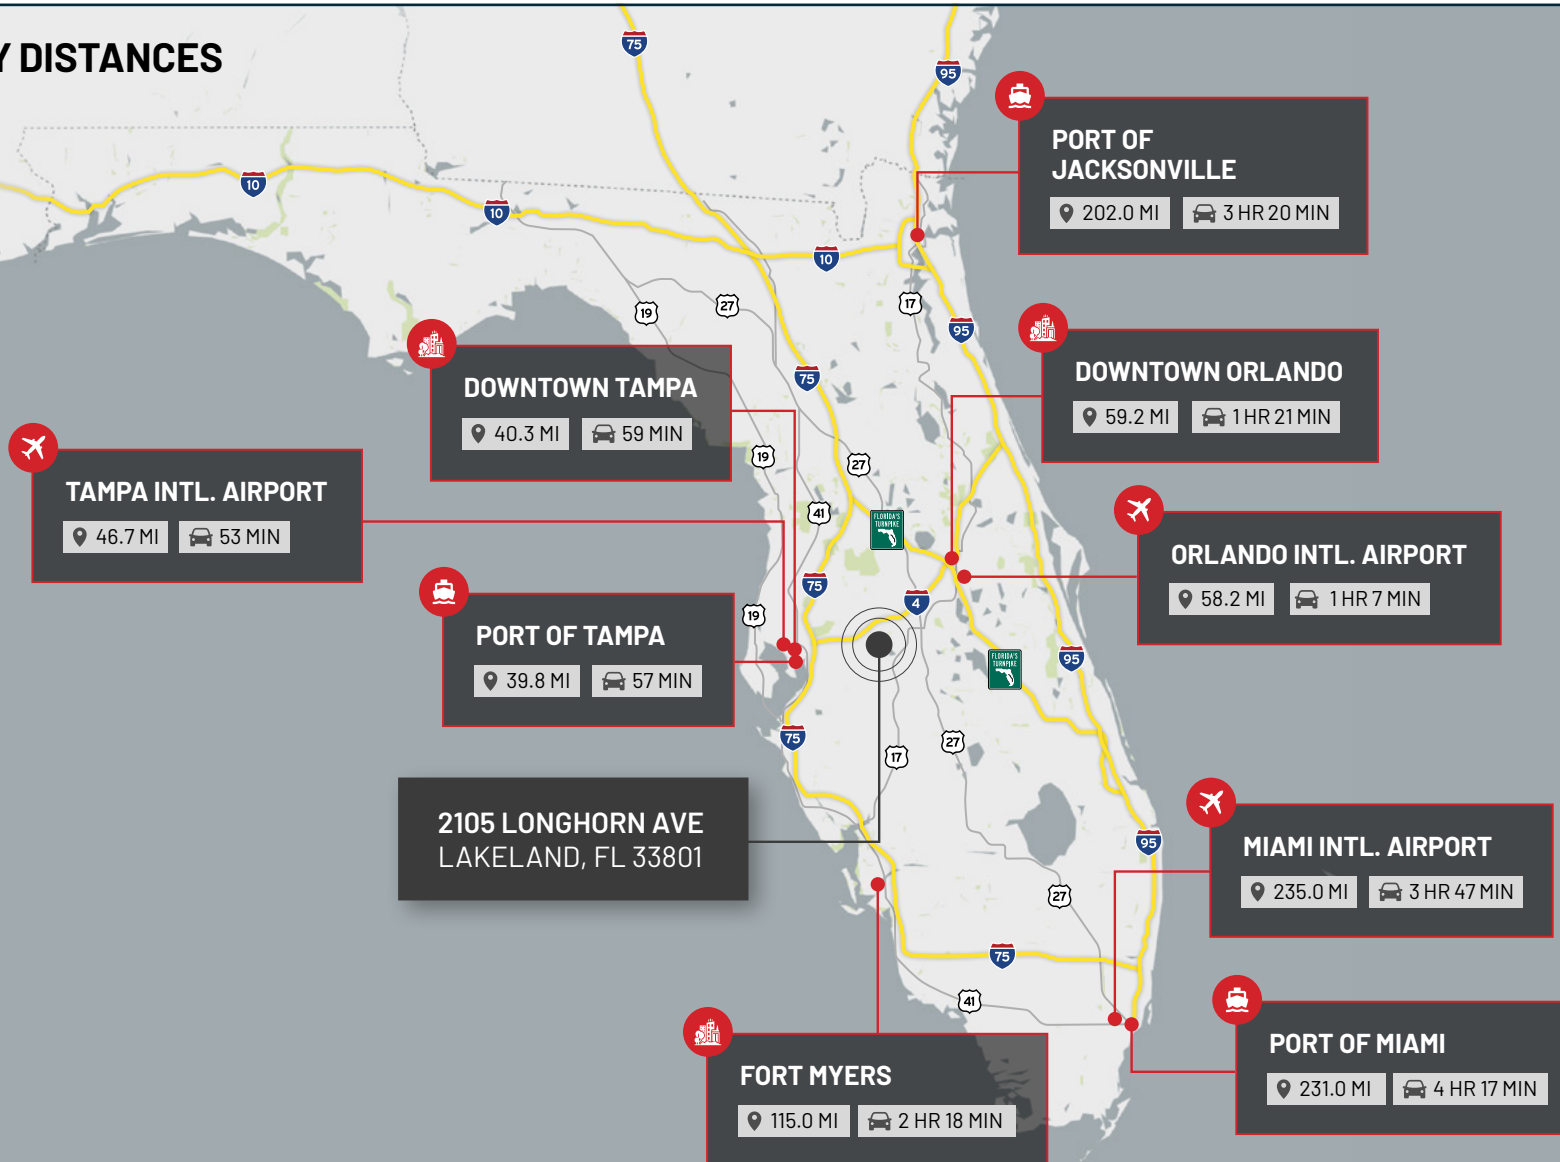 Y DISTANCES
75
95
PORT OF
JACKSONVILLE
202.0 MI
3 HR 20 MIN
10
10
10
17
19
27
95
DOWNTOWN TAMPA
40.3 MI
59 MIN
75
DOWNTOWN ORLANDO
59.2 MI
1 HR 21 MIN
TAMPA INTL. AIRPORT
46.7 MI
53 MIN
19
27
41
FLORIDA'S
TURNPIKE
ORLANDO INTL. AIRPORT
58.2 MI
1 HR 7 MIN
75
4
19
PORT OF TAMPA
39.8 MI
57 MIN
FLORIDA'S
TURNPIKE
95
75
17
27
2105 LONGHORN AVE
LAKELAND, FL 33801
95
MIAMI INTL. AIRPORT
235.0 MI
3 HR 47 MIN
27
75
41
FORT MYERS
115.0 MI
2 HR 18 MIN
PORT OF MIAMI
231.0 MI
4 HR 17 MIN